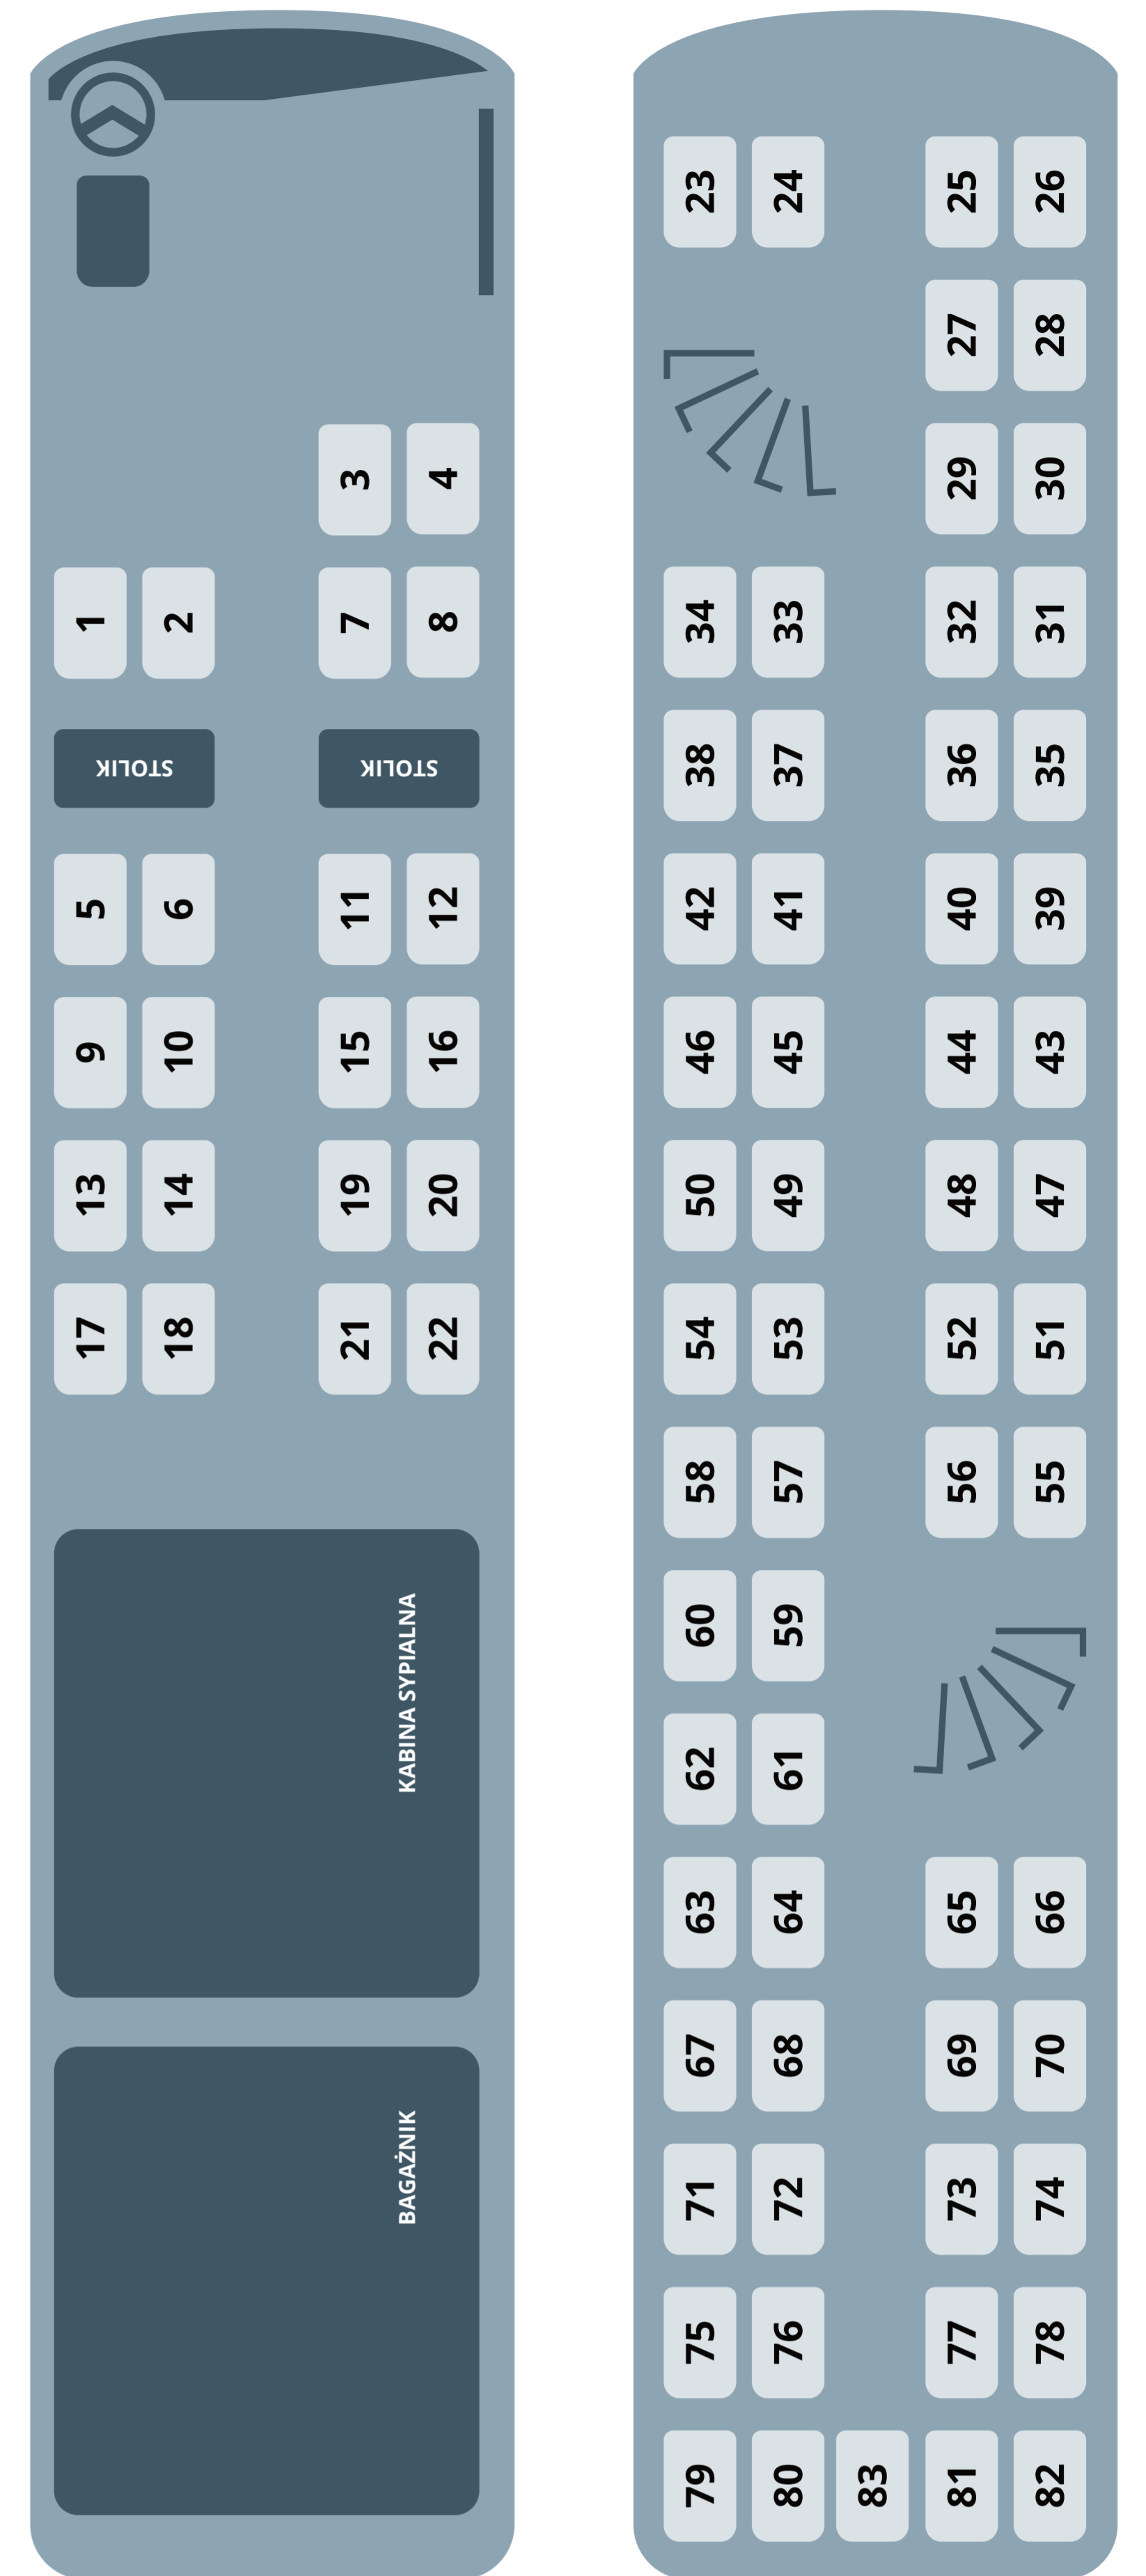 3 4
1 2 7 8
STOLIK STOLIK
5 6 11 12
9 10 15 16
13 14 19 20
17 18 21 22
KABINA SYPIALNA
BAGAŻNIK
23 24 25 26
27 28
29 30
34 33 32 31
38 37 36 35
42 41 40 39
46 45 44 43
50 49 48 47
54 53 52 51
58 57 56 55
60 59
62 61
63 64 65 66
67 68 69 70
71 72 73 74
75 76 77 78
79 80 83 81 82